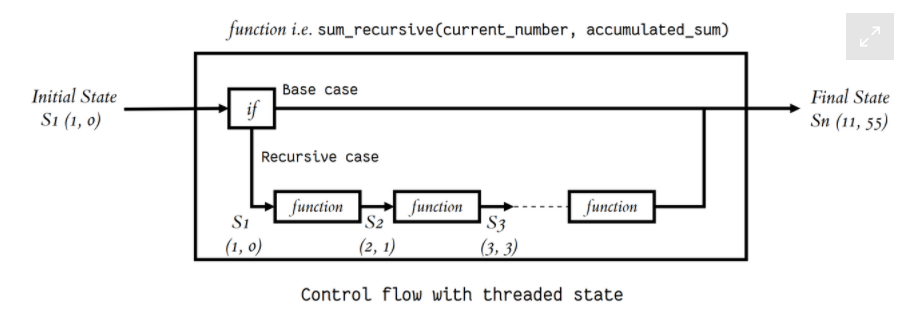 function i.e. sum_recursive(current_number, accumulated_sum)
Initial State
S1 (1, 0)
if
Base case
Final State
Sn (11, 55)
Recursive case
function
function
function
S1
(1, 0)
S2
(2, 1)
S3
(3, 3)
Control flow with threaded state